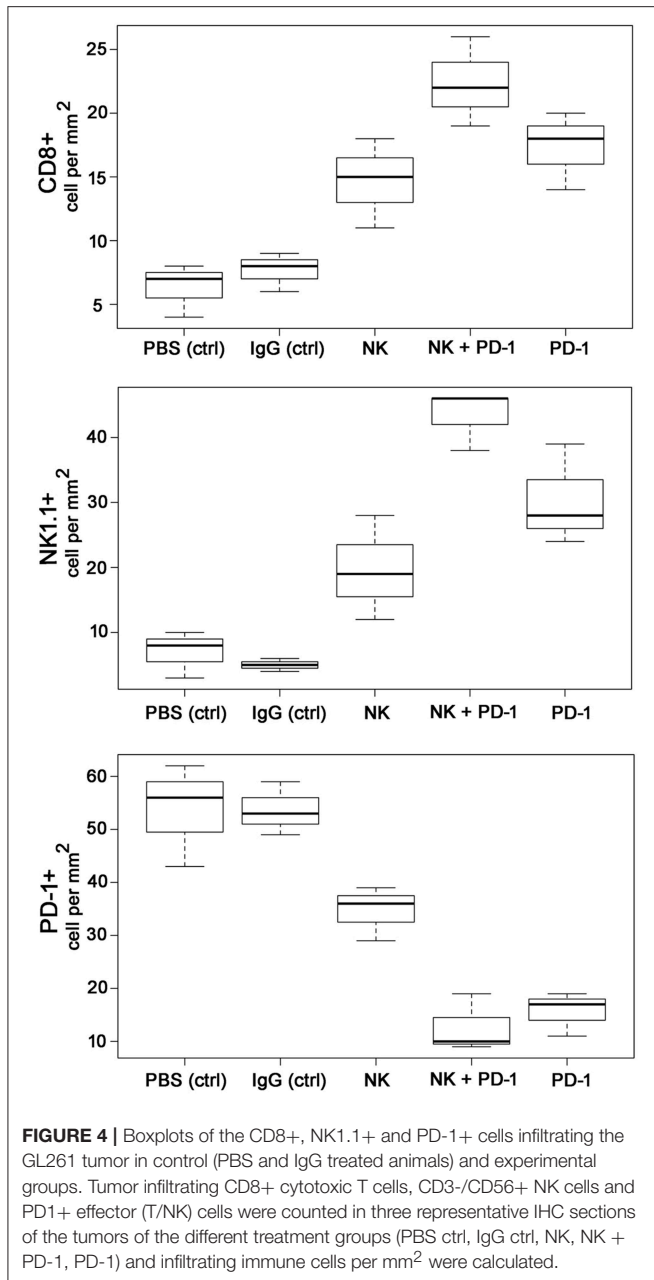 CD8+
cell per mm²
25
20
15
10
5
PBS (ctrl) IgG (ctrl) NK NK + PD-1 PD-1
NK1.1+
cell per mm²
40
30
20
10
PBS (ctrl) IgG (ctrl) NK NK + PD-1 PD-1
PD-1+
cell per mm²
60
50
40
30
20
10
PBS (ctrl) IgG (ctrl) NK NK + PD-1 PD-1
FIGURE 4 | Boxplots of the CD8+, NK1.1+ and PD-1+ cells infiltrating the
GL261 tumor in control (PBS and IgG treated animals) and experimental
groups. Tumor infiltrating CD8+ cytotoxic T cells, CD3-/CD56+ NK cells and
PD1+ effector (T/NK) cells were counted in three representative IHC sections
of the tumors of the different treatment groups (PBS ctrl, IgG ctrl, NK, NK +
PD-1, PD-1) and infiltrating immune cells per mm² were calculated.